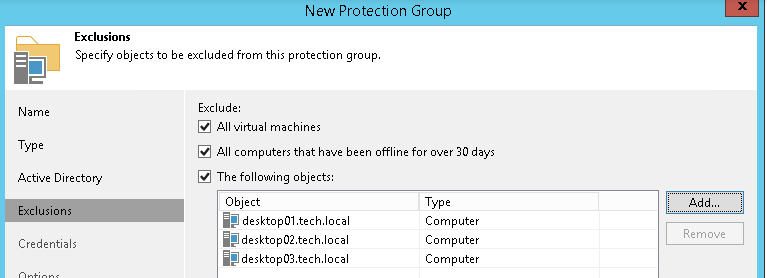 New Protection Group
x
Exclusions
Specify objects to be excluded from this protection group.
Name
Type
Active Directory
Exclusions
Credentials
Options
Exclude:
All virtual machines
All computers that have been offline for over 30 days
The following objects:
Object Type
desktop01.tech.local Computer
desktop02.tech.local Computer
desktop03.tech.local Computer
Add...
Remove